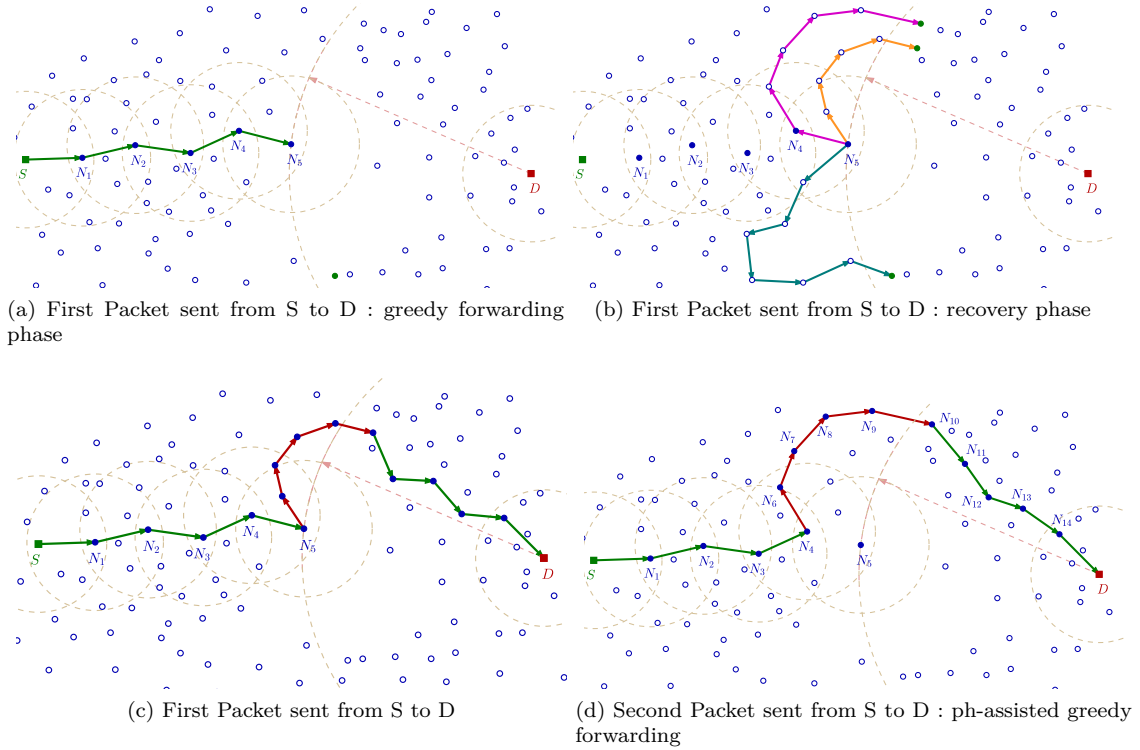 S
N1
N2
N3
N4
N5
D
(a) First Packet sent from S to D : greedy forwarding
phase
S
N1
N2
N3
N4
N5
D
(b) First Packet sent from S to D : recovery phase
S
N1
N2
N3
N4
N5
D
(c) First Packet sent from S to D
S
N1
N2
N3
N4
N5
N6
N7
N8
N9
N10
N11
N12
N13
N14
D
(d) Second Packet sent from S to D : ph-assisted greedy
forwarding